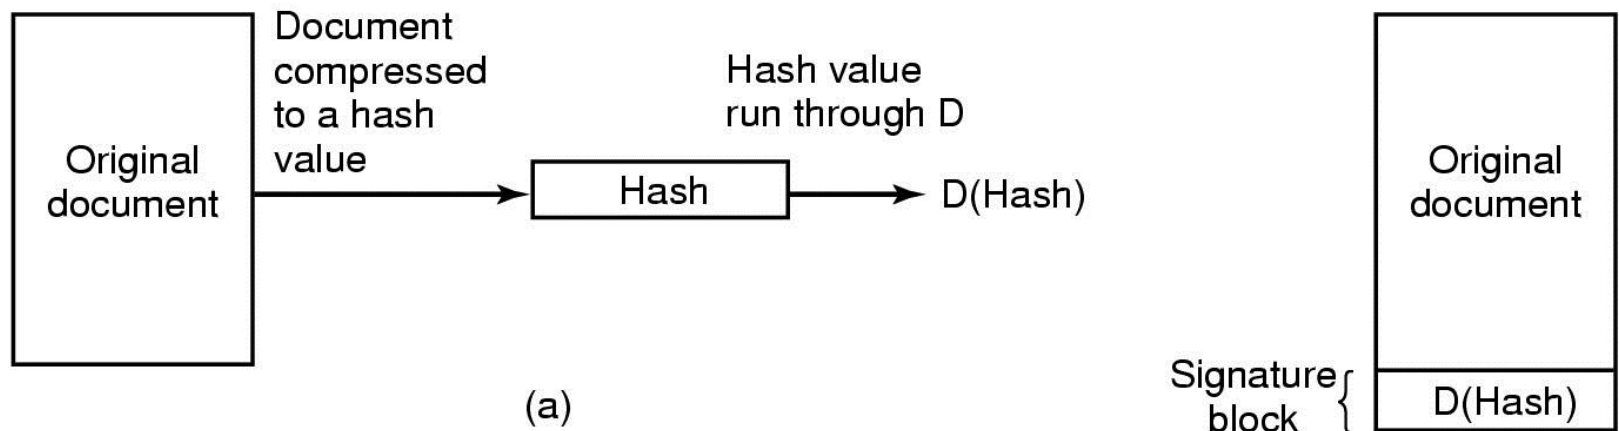 Document
compressed
to a hash
value
Original
document
Hash value
run through D
Hash
D(Hash)
(a)
Original
document
Signature
block
D(Hash)